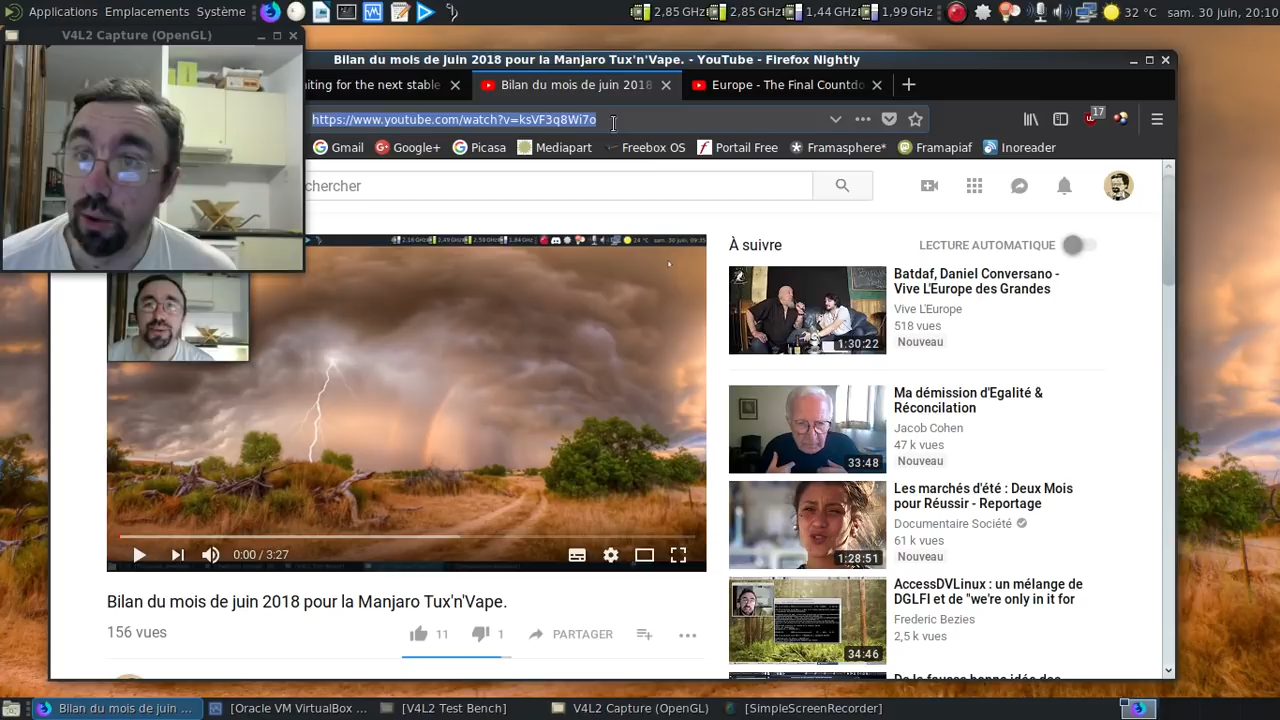 Applications Emplacements Système
2,85 GHz 2,85 GHz 1,44 GHz 1,99 GHz 32 °C sam. 30 juin, 20:10
V4L2 Capture (OpenGL)
Bilan du mois de juin 2018 pour la Manjaro Tux'n'Vape. - YouTube - Firefox Nightly
iting for the next stable
Bilan du mois de juin 2018
Europe - The Final Countdo
https://www.youtube.com/watch?v=ksVF3q8Wi7o
17
Gmail Google+ Picasa Mediapart Freebox OS Portail Free Framasphere* Framapiaf Inoreader
chercher
À suivre
LECTURE AUTOMATIQUE
Batdaf, Daniel Conversano -
Vive L'Europe des Grandes
Vive L'Europe
518 vues
Nouveau
1:30:22
Ma démission d'Egalité &
Réconcilation
Jacob Cohen
47 k vues
Nouveau
33:48
Les marchés d'été : Deux Mois
pour Réussir - Reportage
Documentaire Société
61 k vues
Nouveau
1:28:51
AccessDVLinux : un mélange de
DGLFI et de "we're only in it for
Frederic Bezies
2,5 k vues
34:46
0:00 / 3:27
Bilan du mois de juin 2018 pour la Manjaro Tux'n'Vape.
156 vues
11
1
PARTAGER
Bilan du mois de juin ...
[Oracle VM VirtualBox ...
[V4L2 Test Bench]
V4L2 Capture (OpenGL)
[SimpleScreenRecorder]